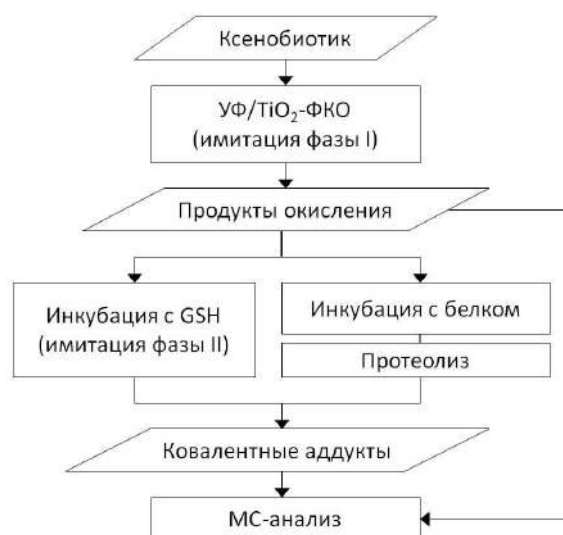 Ксенобиотик
УФ/TiO₂-ФКО
(имитация фазы I)
Продукты окисления
Инкубация с GSH
(имитация фазы II)
Инкубация с белком
Протеолиз
Ковалентные аддукты
МС-анализ